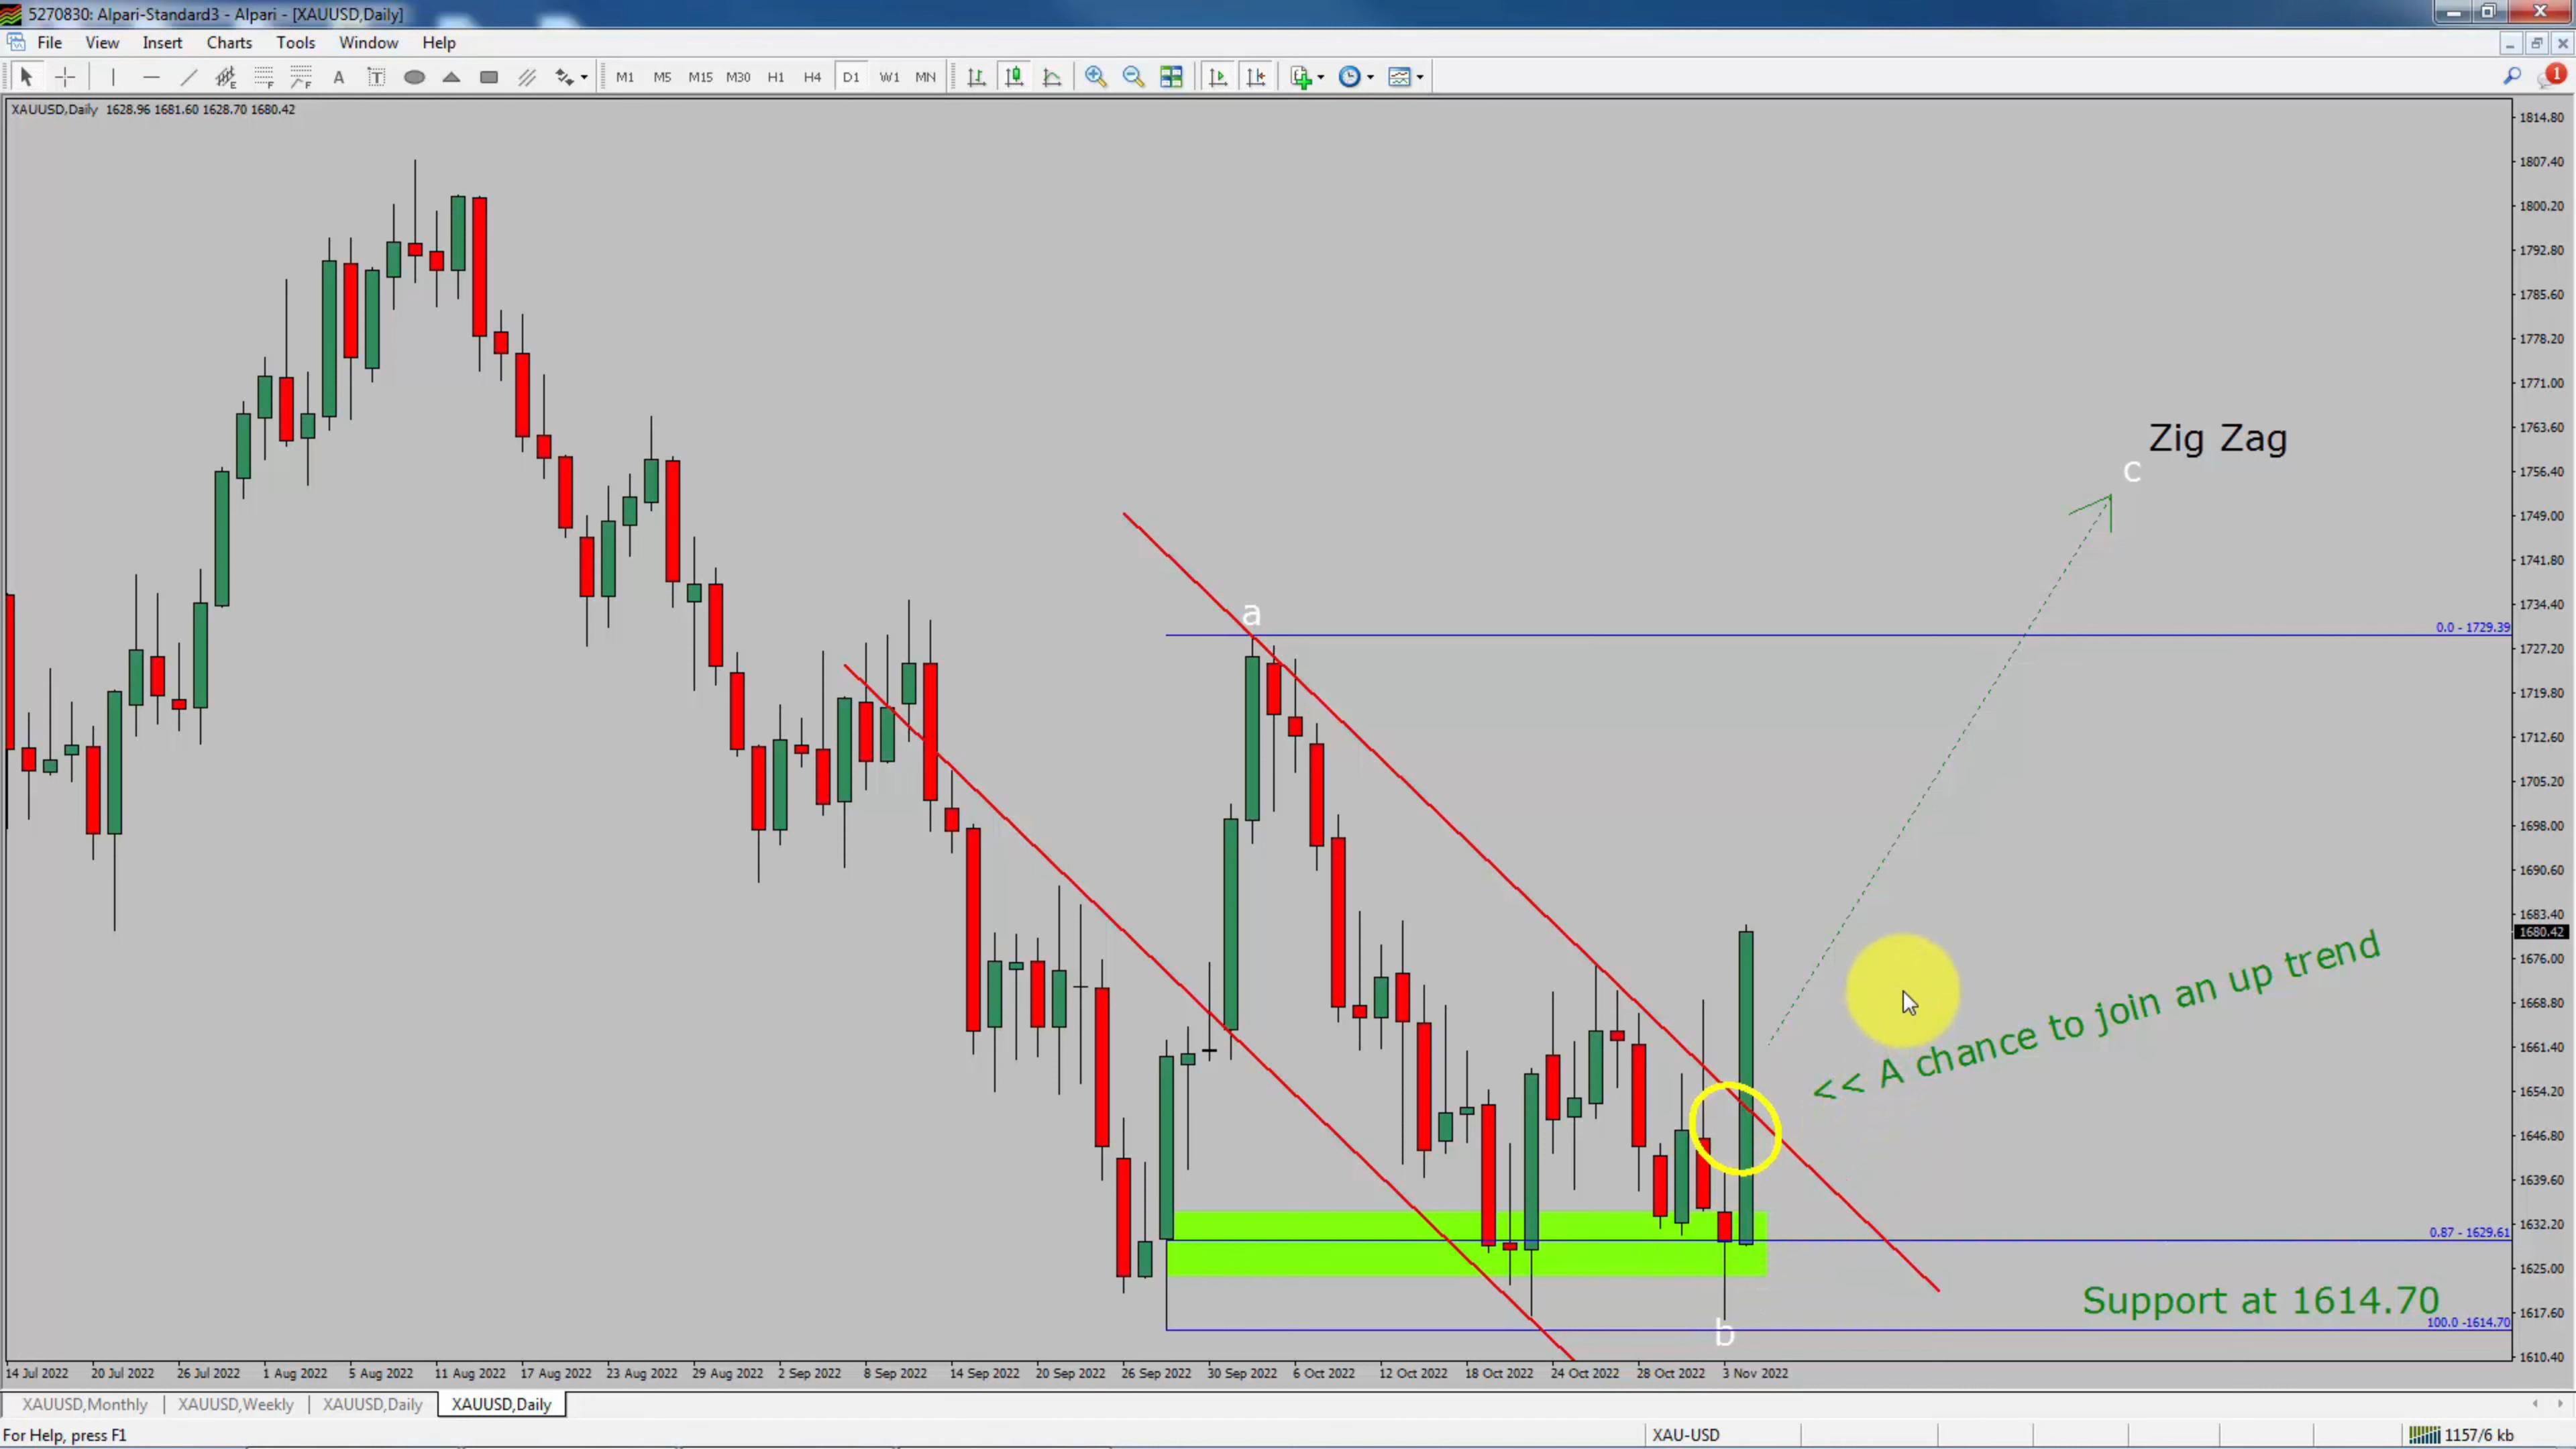 5270830: Alpari-Standard3 - Alpari - [XAUUSD,Daily]
File View Insert Charts Tools Window Help
E F F A T M1 M5 M15 M30 H1 H4 D1 W1 MN 1
XAUUSD,Daily 1628.96 1681.60 1628.70 1680.42
1814.80
1807.40
1800.20
1792.80
1785.60
1778.20
1771.00
1763.60
Zig Zag
c
1756.40
1749.00
1741.80
1734.40
a
0.0 - 1729.39
1727.20
1719.80
1712.60
1705.20
1698.00
1690.60
1683.40
1680.42
1676.00
1668.80
<< A chance to join an up trend
1661.40
1654.20
1646.80
1639.60
1632.20
0.87 - 1629.61
1625.00
Support at 1614.70
1617.60
100.0 -1614.70
b
1610.40
14 Jul 2022 20 Jul 2022 26 Jul 2022 1 Aug 2022 5 Aug 2022 11 Aug 2022 17 Aug 2022 23 Aug 2022 29 Aug 2022 2 Sep 2022 8 Sep 2022 14 Sep 2022 20 Sep 2022 26 Sep 2022 30 Sep 2022 6 Oct 2022 12 Oct 2022 18 Oct 2022 24 Oct 2022 28 Oct 2022 3 Nov 2022
XAUUSD,Monthly XAUUSD,Weekly XAUUSD,Daily XAUUSD,Daily
For Help, press F1 XAU-USD 1157/6 kb